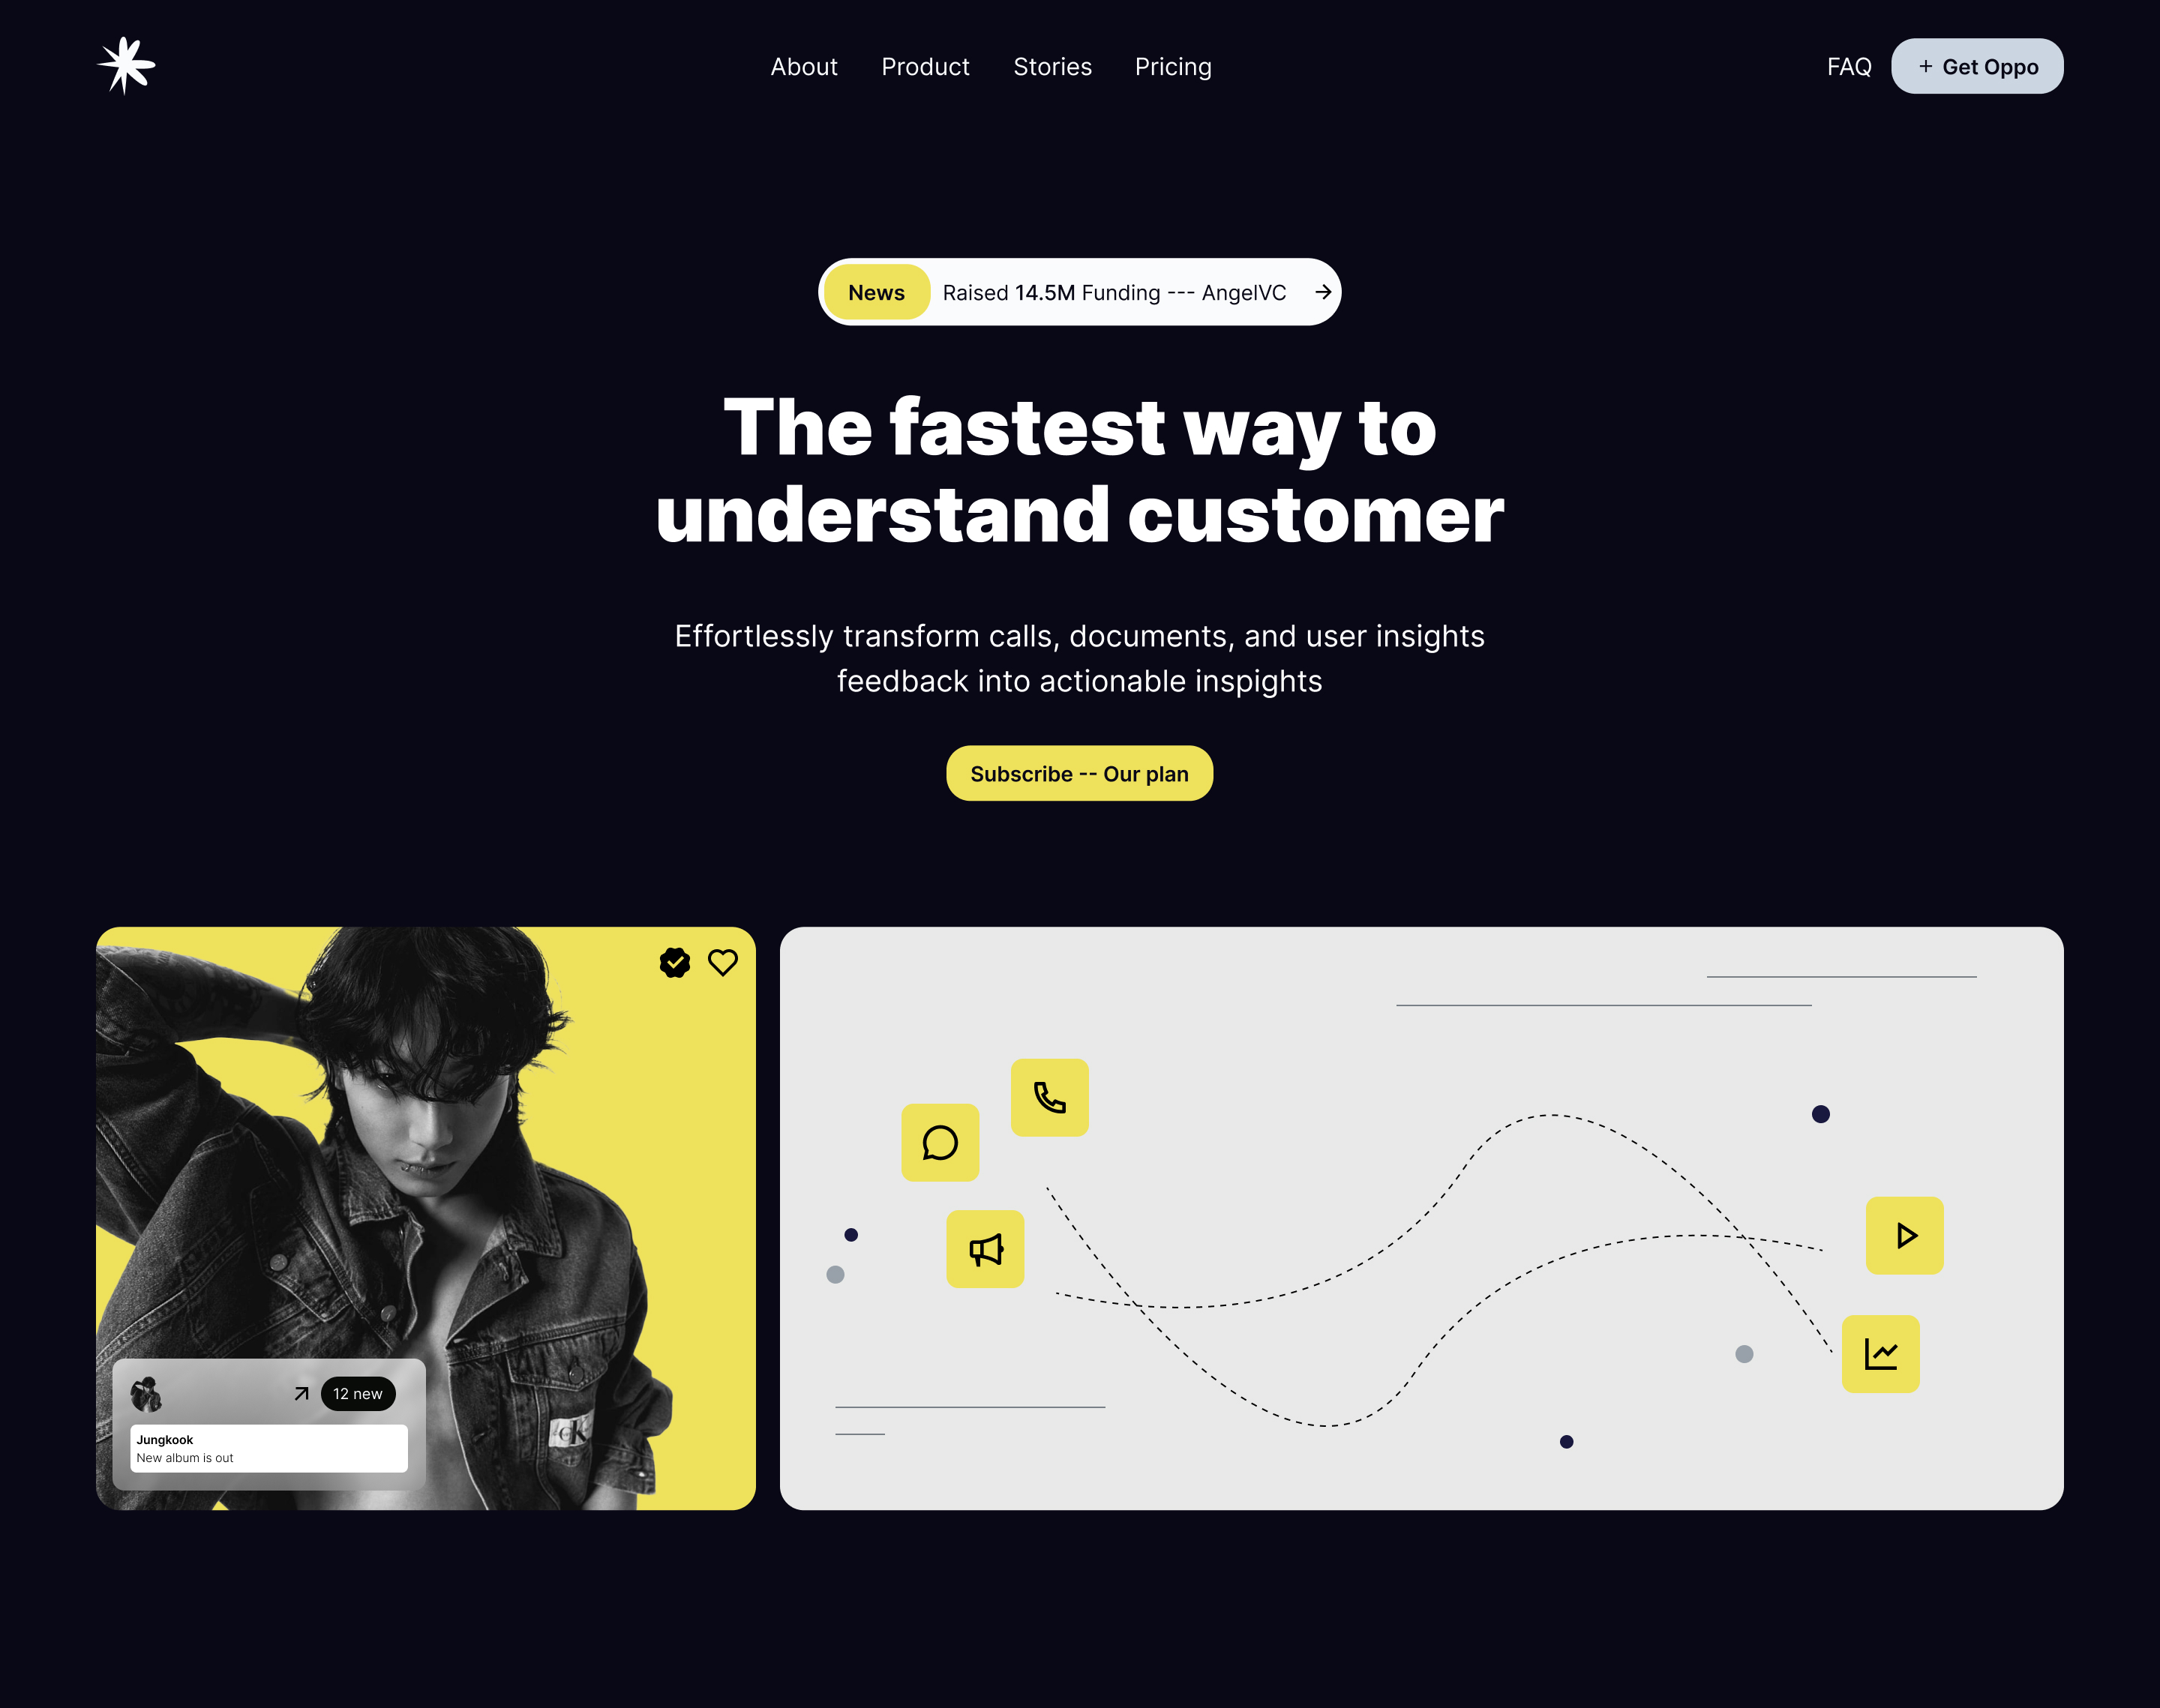 About Product Stories Pricing FAQ + Get Oppo
News Raised 14.5M Funding --- AngelVC →
The fastest way to
understand customer
Effortlessly transform calls, documents, and user insights
feedback into actionable inspights
Subscribe -- Our plan
12 new
Jungkook
New album is out
CK